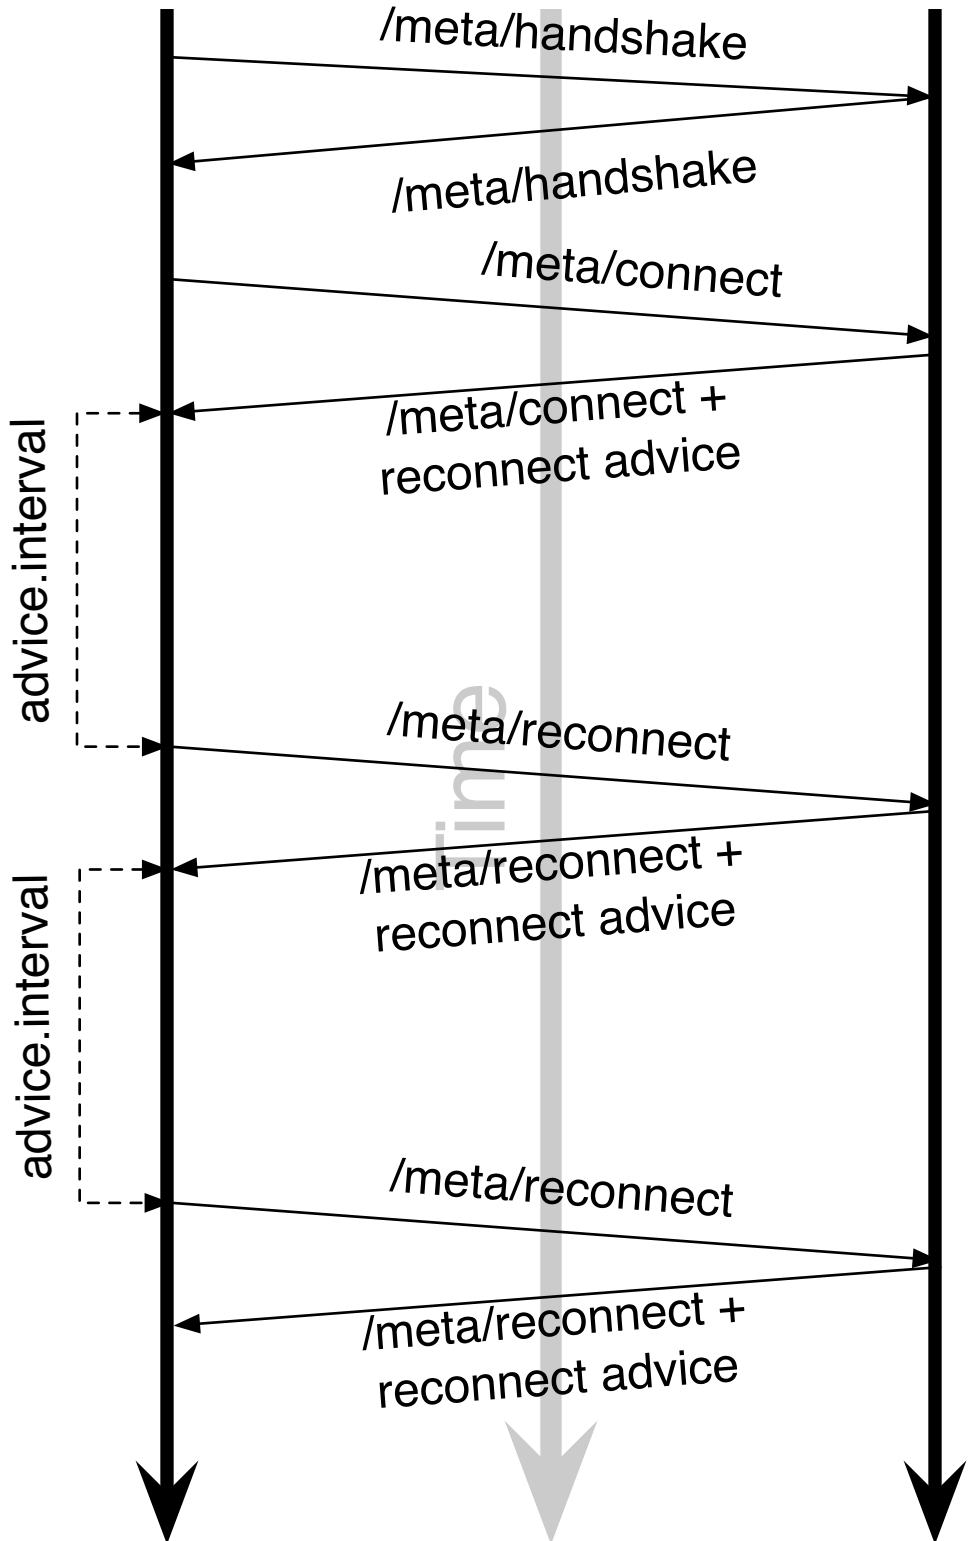 /meta/handshake
/meta/handshake
/meta/connect
/meta/connect +
reconnect advice
advice.interval
Time
/meta/reconnect
/meta/reconnect +
reconnect advice
advice.interval
/meta/reconnect
/meta/reconnect +
reconnect advice